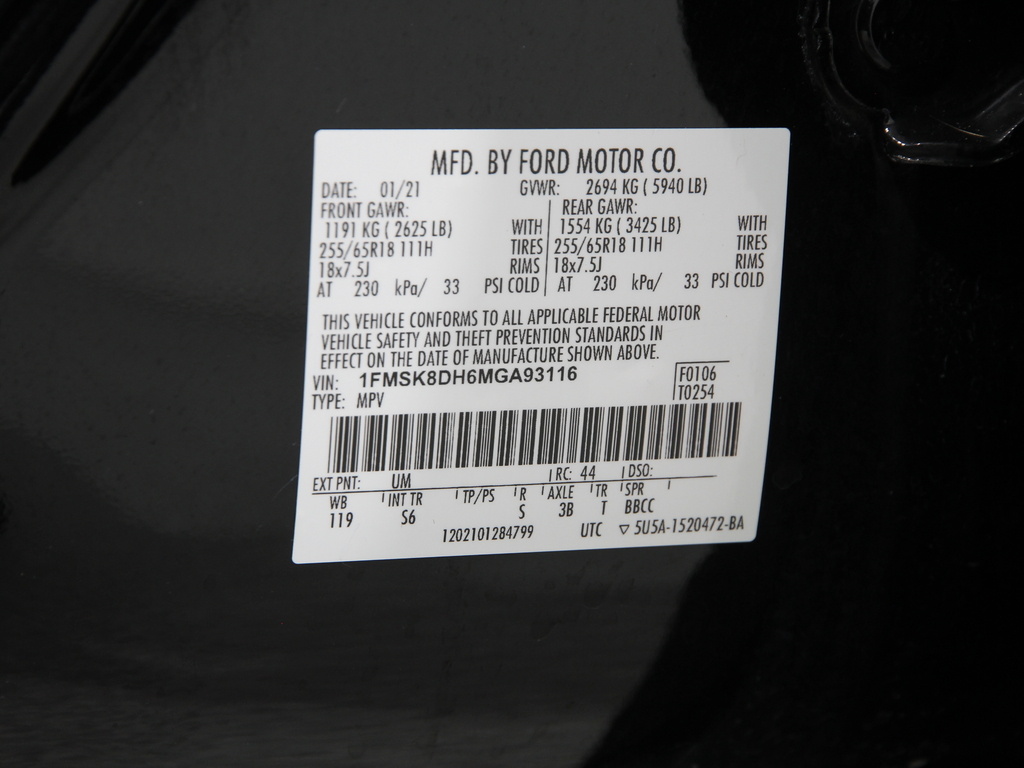 MFD. BY FORD MOTOR CO.
DATE: 01/21 GVWR: 2694 KG ( 5940 LB)
FRONT GAWR: REAR GAWR:
1191 KG ( 2625 LB) WITH 1554 KG ( 3425 LB) WITH
255/65R18 111H TIRES 255/65R18 111H TIRES
18x7.5J RIMS 18x7.5J RIMS
AT 230 kPa/ 33 PSI COLD AT 230 kPa/ 33 PSI COLD
THIS VEHICLE CONFORMS TO ALL APPLICABLE FEDERAL MOTOR
VEHICLE SAFETY AND THEFT PREVENTION STANDARDS IN
EFFECT ON THE DATE OF MANUFACTURE SHOWN ABOVE.
VIN: 1FMSK8DH6MGA93116 F0106
TYPE: MPV T0254
EXT PNT: UM RC: 44 DSO:
WB INT TR TP/PS R AXLE TR SPR
119 S6 S 3B T BBCC
1202101284799 UTC ▽ 5U5A-1520472-BA